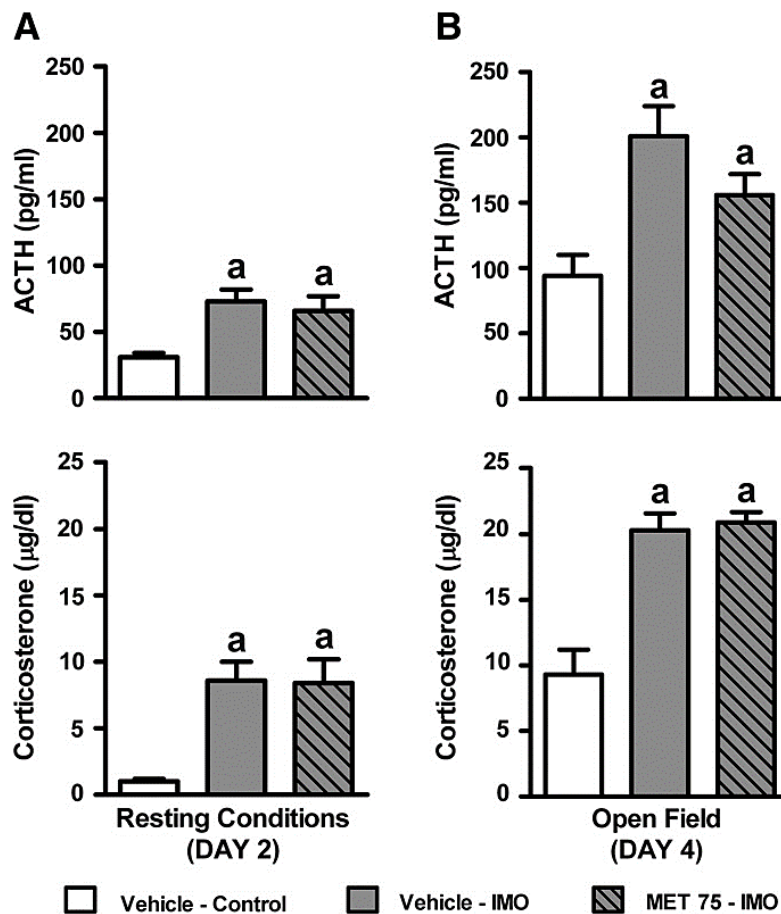 A
250
200
150
100
50
0
ACTH (pg/ml)
a
a
B
250
200
150
100
50
0
ACTH (pg/ml)
a
a
25
20
15
10
5
0
Corticosterone (μg/dl)
a
a
Resting Conditions
(DAY 2)
25
20
15
10
5
0
Corticosterone (μg/dl)
a
a
Open Field
(DAY 4)
Vehicle - Control
Vehicle - IMO
MET 75 - IMO